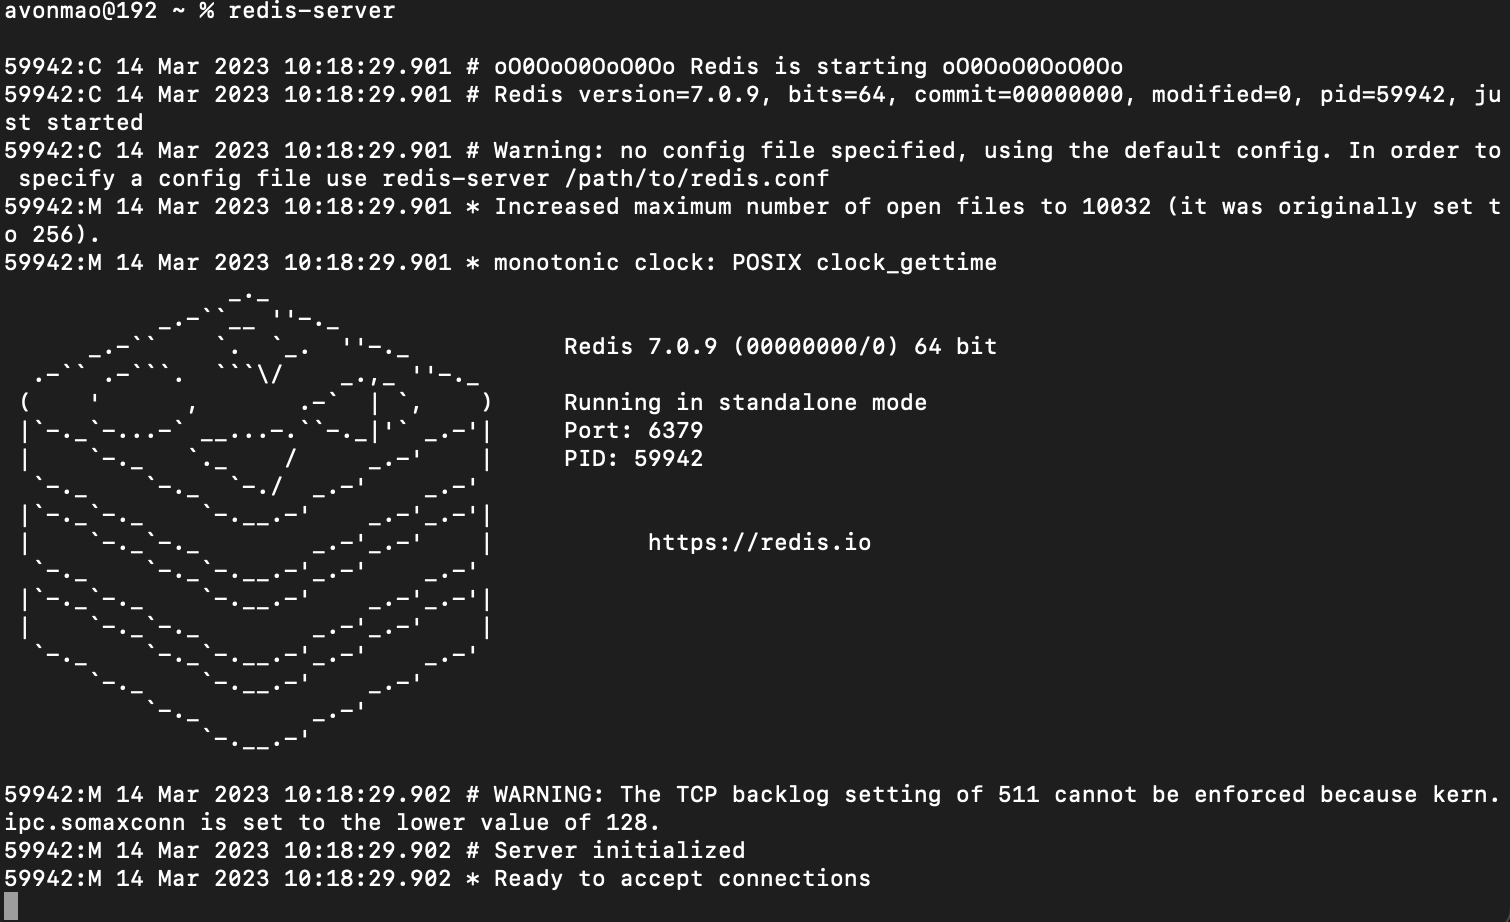 avonmao@192 ~ % redis-server
59942:C 14 Mar 2023 10:18:29.901 # oO0OoO0OoO0Oo Redis is starting oO0OoO0OoO0Oo
59942:C 14 Mar 2023 10:18:29.901 # Redis version=7.0.9, bits=64, commit=00000000, modified=0, pid=59942, ju
st started
59942:C 14 Mar 2023 10:18:29.901 # Warning: no config file specified, using the default config. In order to
 specify a config file use redis-server /path/to/redis.conf
59942:M 14 Mar 2023 10:18:29.901 * Increased maximum number of open files to 10032 (it was originally set t
o 256).
59942:M 14 Mar 2023 10:18:29.901 * monotonic clock: POSIX clock_gettime
Redis 7.0.9 (00000000/0) 64 bit
Running in standalone mode
Port: 6379
PID: 59942
https://redis.io
59942:M 14 Mar 2023 10:18:29.902 # WARNING: The TCP backlog setting of 511 cannot be enforced because kern.
ipc.somaxconn is set to the lower value of 128.
59942:M 14 Mar 2023 10:18:29.902 # Server initialized
59942:M 14 Mar 2023 10:18:29.902 * Ready to accept connections